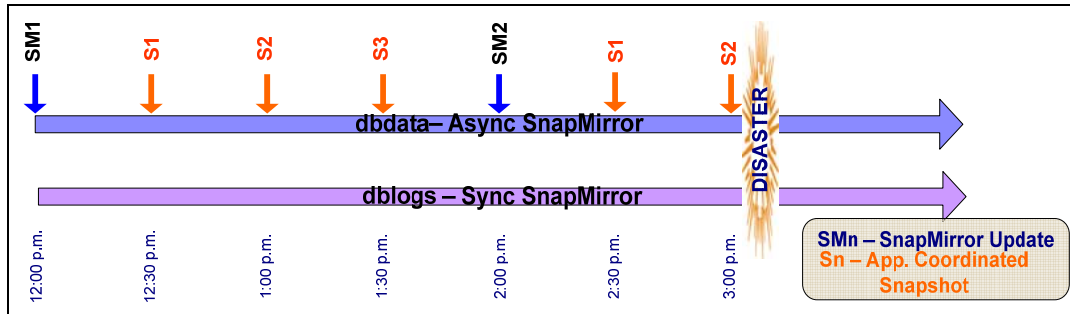 SM1
S1
S2
S3
SM2
S1
S2
dbdata– Async SnapMirror
DISASTER
dblogs – Sync SnapMirror
12:00 p.m.
12:30 p.m.
1:00 p.m.
1:30 p.m.
2:00 p.m.
2:30 p.m.
3:00 p.m.
SMn – SnapMirror Update
Sn – App. Coordinated
Snapshot